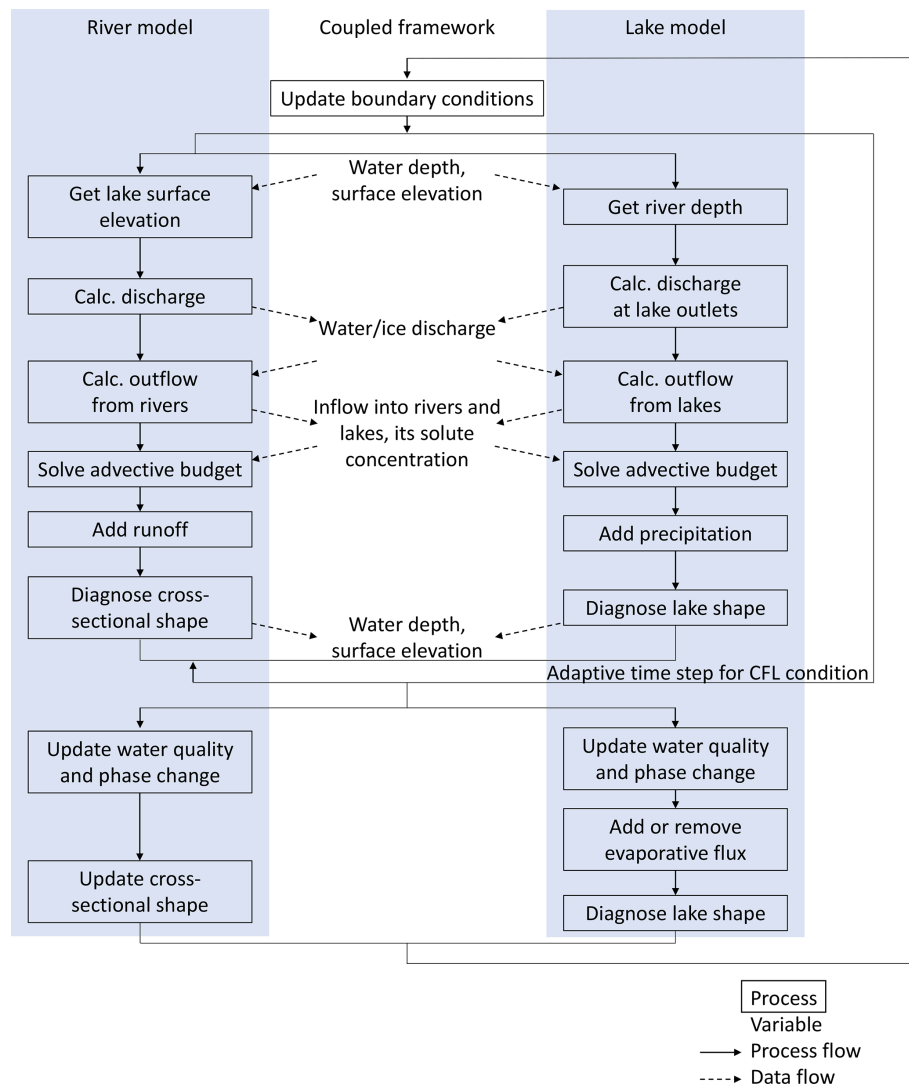 River model
Coupled framework
Lake model
Update boundary conditions
Water depth,
surface elevation
Get lake surface
elevation
Get river depth
Calc. discharge
Calc. discharge
at lake outlets
Water/ice discharge
Calc. outflow
from rivers
Calc. outflow
from lakes
Inflow into rivers and
lakes, its solute
concentration
Solve advective budget
Solve advective budget
Add runoff
Add precipitation
Diagnose cross-
sectional shape
Diagnose lake shape
Water depth,
surface elevation
Adaptive time step for CFL condition
Update water quality
and phase change
Update water quality
and phase change
Add or remove
evaporative flux
Update cross-
sectional shape
Diagnose lake shape
Process
Variable
Process flow
Data flow